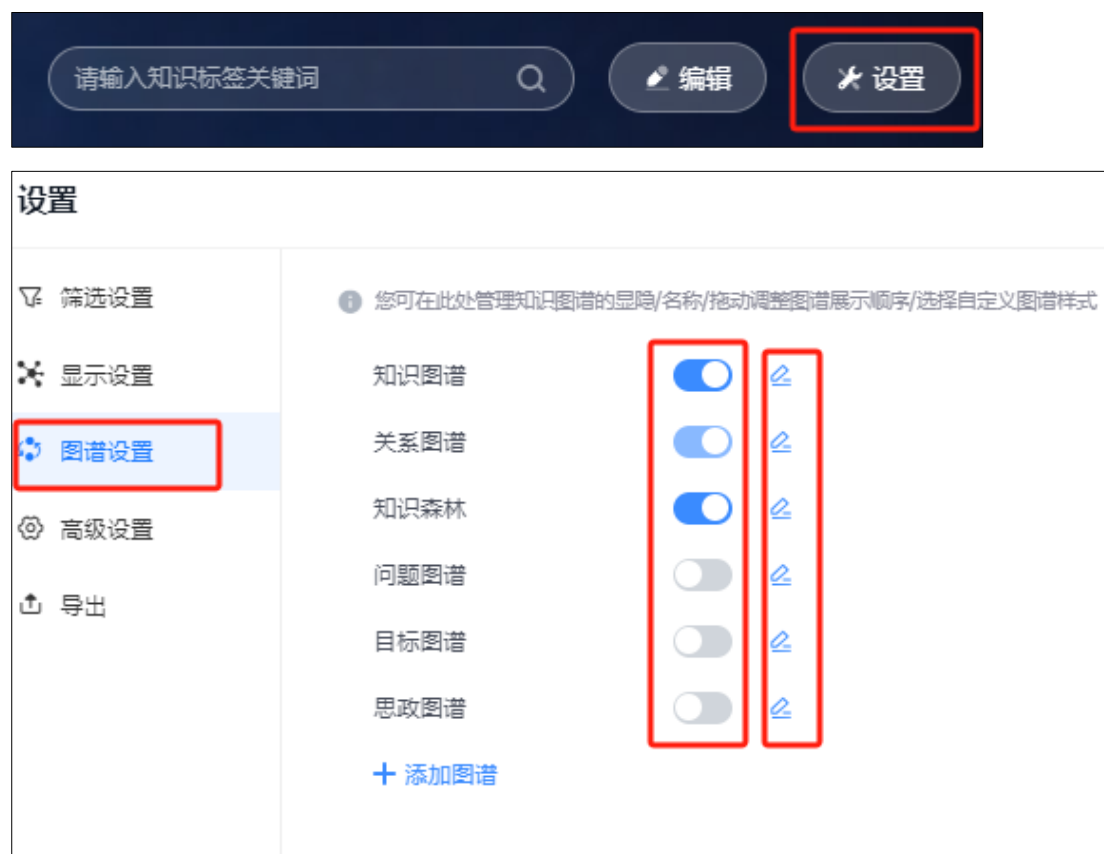 请输入知识标签关键词
编辑
设置
设置
筛选设置
显示设置
图谱设置
高级设置
导出
您可在此处管理知识图谱的显隐/名称/拖动调整图谱展示顺序/选择自定义图谱样式
知识图谱
关系图谱
知识森林
问题图谱
目标图谱
思政图谱
添加图谱